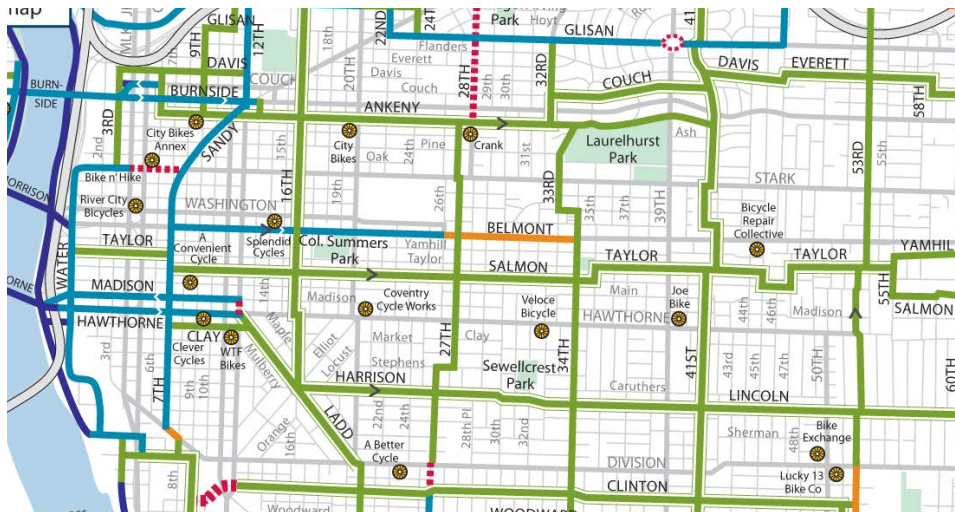 map
GLISAN
9TH
12TH
18th
22ND
24TH
Park
Hoyt
GLISAN
41
7th
DAVIS
COUCH
20TH
Flanders
Everett
Davis
Couch
28TH
29th
30th
32RD
COUCH
DAVIS
EVERETT
58TH
BURN-
SIDE
BURNSIDE
ANKENY
2nd
3RD
City Bikes
Annex
SANDY
15th
City
Bikes
Oak
24th
Pine
Crank
31st
Laurelhurst
Park
Ash
53RD
55th
Bike n' Hike
16TH
19th
26th
33RD
35th
37th
39TH
STARK
MORRISON
River City
Bicycles
WASHINGTON
Bicycle
Repair
Collective
WATER
TAYLOR
A
Convenient
Cycle
Splendid
Cycles
Col. Summers
Park
Yamhill
Taylor
BELMONT
SALMON
TAYLOR
TAYLOR
YAMHIL
MADISON
14th
Madison
Coventry
Cycle Works
Veloce
Bicycle
Main
Joe
Bike
44th
46th
Madison
55TH
SALMON
HAWTHORNE
CLAY
Maple
Elliot
Locust
Market
Clay
HAWTHORNE
3rd
6th
Clever
Cycles
WTF
Bikes
Mulberry
Stephens
27TH
Sewellcrest
Park
34TH
41ST
43rd
45th
47th
50TH
60TH
7TH
9th
10th
HARRISON
Caruthers
LINCOLN
Orange
16th
LADD
22nd
24th
28th Pl
30th
32nd
Sherman
48th
Bike
Exchange
A Better
Cycle
DIVISION
8th
CLINTON
Lucky 13
Bike Co
Woodward
WOODWARD